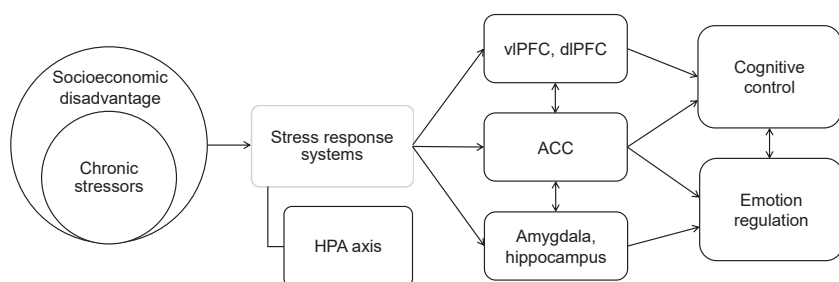 Socioeconomic
disadvantage
Chronic
stressors
Stress response
systems
HPA axis
vlPFC, dlPFC
ACC
Amygdala,
hippocampus
Cognitive
control
Emotion
regulation